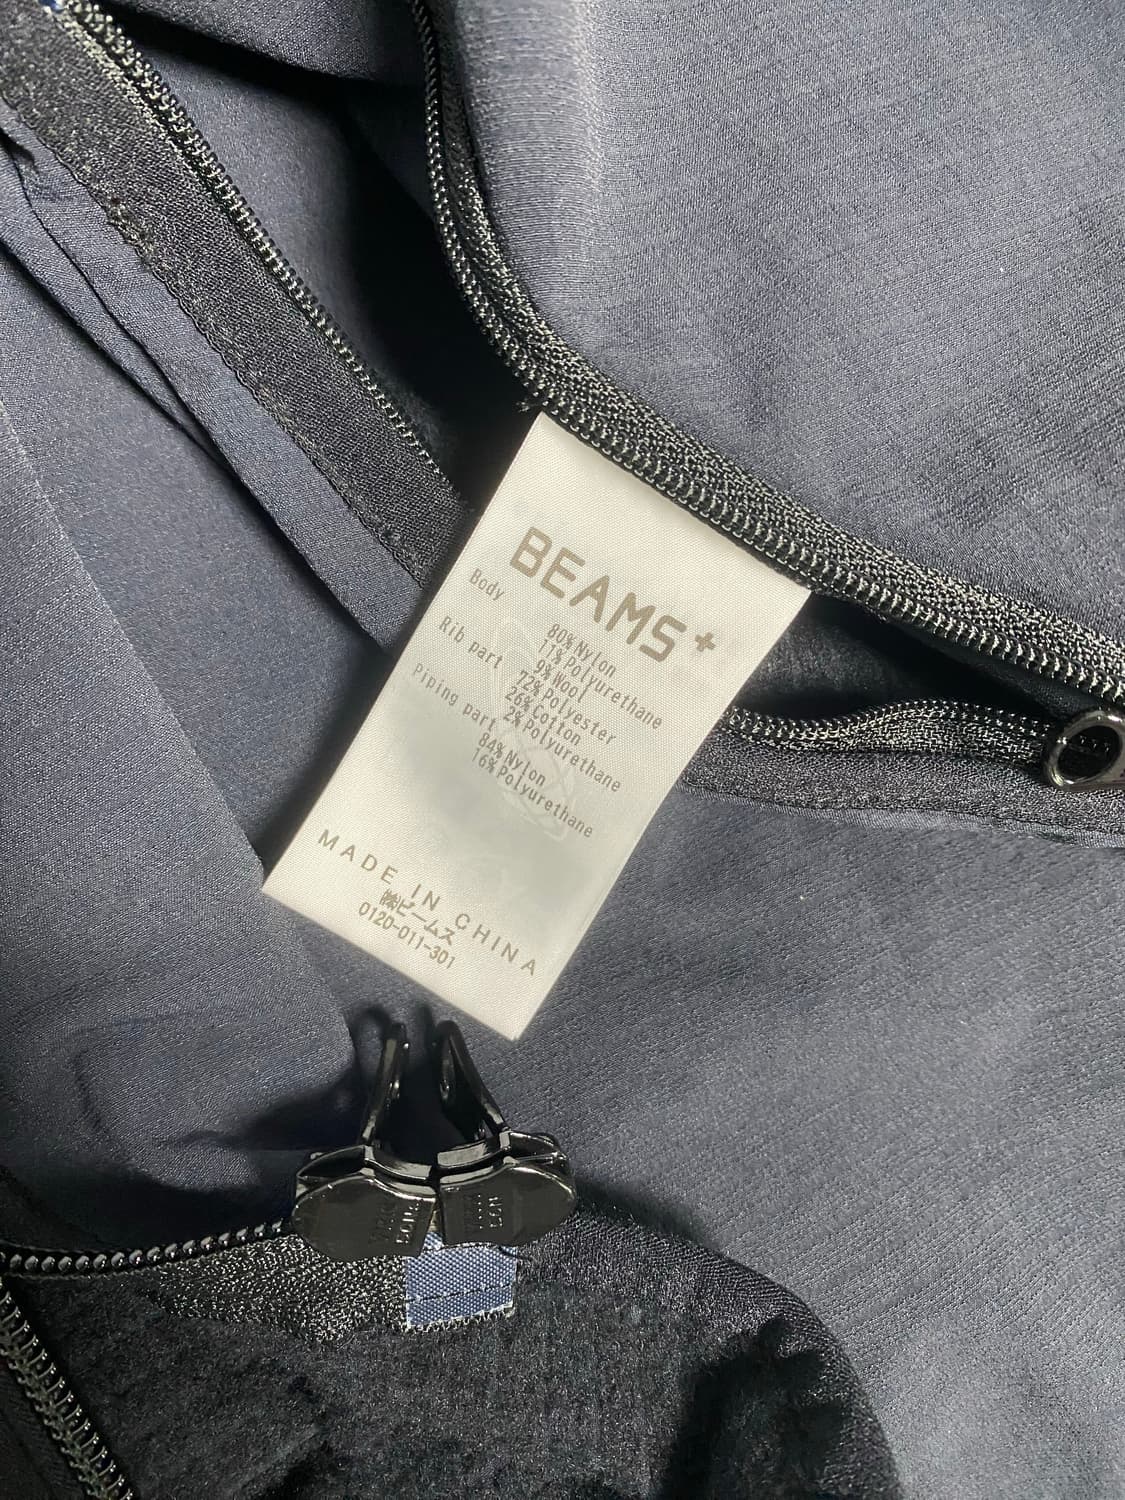 BEAMS+
Body
80% Nylon
11% Polyurethane
9% Wool
Rib part
72% Polyester
26% Cotton
2% Polyurethane
Piping part
84% Nylon
16% Polyurethane
MADE IN CHINA
㈱ビームス
0120-011-301